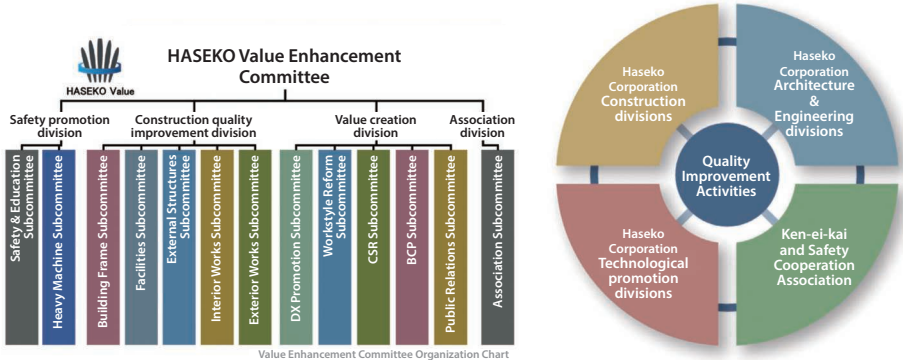 HASEKO Value
HASEKO Value Enhancement
Committee
Safety promotion
division
Construction quality
improvement division
Value creation
division
Association
division
Safety & Education
Subcommittee
Heavy Machine Subcommittee
Building Frame Subcommittee
Facilities Subcommittee
External Structures
Subcommittee
Interior Works Subcommittee
Exterior Works Subcommittee
DX Promotion Subcommittee
Workstyle Reform
Subcommittee
CSR Subcommittee
BCP Subcommittee
Public Relations Subcommittee
Association Subcommittee
Value Enhancement Committee Organization Chart
Haseko
Corporation
Construction
divisions
Haseko
Corporation
Architecture
&
Engineering
divisions
Quality
Improvement
Activities
Haseko
Corporation
Technological
promotion
divisions
Ken-ei-kai
and Safety
Cooperation
Association